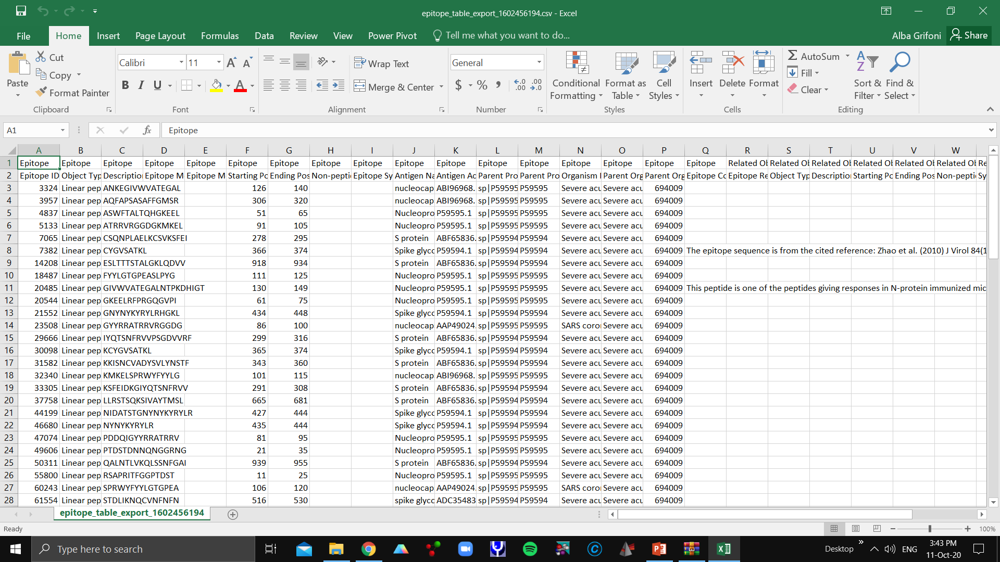 epitope_table_export_1602456194.csv - Excel
File Home Insert Page Layout Formulas Data Review View Power Pivot Tell me what you want to do... Alba Grifoni Share
Paste Cut Copy Format Painter Clipboard
Calibri 11 A A B I U A Font
Wrap Text Merge & Center Alignment
General $ % , .0 .00 .00 .0 Number
Conditional Formatting Format as Table Cell Styles Styles
Insert Delete Format Cells
AutoSum Fill Clear Sort & Filter Find & Select Editing
A1 fx Epitope
A B C D E F G H I J K L M N O P Q R S T U V W
1 Epitope Epitope Epitope Epitope Epitope Epitope Epitope Epitope Epitope Epitope Epitope Epitope Epitope Epitope Epitope Epitope Epitope Related Ol Related Ol Related Ol Related Ol Related Ol Related Ol Re
2 Epitope ID Object Typ Description Epitope M Epitope M Starting Po Ending Pos Non-pepti Epitope Sy Antigen Na Antigen Ac Parent Pro Parent Pro Organism Parent Org Parent Org Epitope Co Epitope Re Object Typ Description Starting Po Ending Pos Non-pepti Sy
3 3324 Linear pep ANKEGIVWVATEGAL 126 140 nucleocap ABI96968. sp|P59595 P59595 Severe acu Severe acu 694009
4 3957 Linear pep AQFAPSASAFFGMSR 306 320 nucleocap ABI96968. sp|P59595 P59595 Severe acu Severe acu 694009
5 4837 Linear pep ASWFTALTQHGKEEL 51 65 Nucleopro P59595.1 sp|P59595 P59595 Severe acu Severe acu 694009
6 5133 Linear pep ATRRVRGGDGKMKEL 91 105 Nucleopro P59595.1 sp|P59595 P59595 Severe acu Severe acu 694009
7 7065 Linear pep CSQNPLAELKCSVKSFEI 278 295 S protein ABF65836. sp|P59594 P59594 Severe acu Severe acu 694009
8 7382 Linear pep CYGVSATKL 366 374 Spike glyco P59594.1 sp|P59594 P59594 Severe acu Severe acu 694009 The epitope sequence is from the cited reference: Zhao et al. (2010) J Virol 84(1
9 14208 Linear pep ESLTTTSTALGKLQDVV 918 934 S protein ABF65836. sp|P59594 P59594 Severe acu Severe acu 694009
10 18487 Linear pep FYYLGTGPEASLPYG 111 125 Nucleopro P59595.1 sp|P59595 P59595 Severe acu Severe acu 694009
11 20485 Linear pep GIVWVATEGALNTPKDHIGT 130 149 Nucleopro P59595.1 sp|P59595 P59595 Severe acu Severe acu 694009 This peptide is one of the peptides giving responses in N-protein immunized mic
12 20544 Linear pep GKEELRFPRGQGVPI 61 75 Nucleopro P59595.1 sp|P59595 P59595 Severe acu Severe acu 694009
13 21552 Linear pep GNYNYKYRYLRHGKL 434 448 Spike glyco P59594.1 sp|P59594 P59594 Severe acu Severe acu 694009
14 23508 Linear pep GYYRRATRRVRGGDG 86 100 nucleocap AAP49024. sp|P59595 P59595 SARS coro Severe acu 694009
15 29666 Linear pep IYQTSNFRVVPSGDVVRF 299 316 S protein ABF65836. sp|P59594 P59594 Severe acu Severe acu 694009
16 30098 Linear pep KCYGVSATKL 365 374 Spike glyco P59594.1 sp|P59594 P59594 Severe acu Severe acu 694009
17 31582 Linear pep KKISNCVADYSVLYNSTF 343 360 S protein ABF65836. sp|P59594 P59594 Severe acu Severe acu 694009
18 32340 Linear pep KMKELSPRWYFYYLG 101 115 nucleocap ABI96968. sp|P59595 P59595 Severe acu Severe acu 694009
19 33305 Linear pep KSFEIDKGIYQTSNFRVV 291 308 S protein ABF65836. sp|P59594 P59594 Severe acu Severe acu 694009
20 37758 Linear pep LLRSTSQKSIVAYTMSL 665 681 S protein ABF65836. sp|P59594 P59594 Severe acu Severe acu 694009
21 44199 Linear pep NIDATSTGNYNYKYRYLR 427 444 Spike glyco P59594.1 sp|P59594 P59594 Severe acu Severe acu 694009
22 46680 Linear pep NYNYKYRYLR 435 444 Spike glyco P59594.1 sp|P59594 P59594 Severe acu Severe acu 694009
23 47074 Linear pep PDDQIGYYRRATRRV 81 95 Nucleopro P59595.1 sp|P59595 P59595 Severe acu Severe acu 694009
24 49606 Linear pep PTDSTDNNQNGGRNG 21 35 Nucleopro P59595.1 sp|P59595 P59595 Severe acu Severe acu 694009
25 50311 Linear pep QALNTLVKQLSSNFGAI 939 955 S protein ABF65836. sp|P59594 P59594 Severe acu Severe acu 694009
26 55800 Linear pep RSAPRITFGGPTDST 11 25 Nucleopro P59595.1 sp|P59595 P59595 Severe acu Severe acu 694009
27 60243 Linear pep SPRWYFYYLGTGPEA 106 120 nucleocap AAP49024. sp|P59595 P59595 SARS coro Severe acu 694009
28 61554 Linear pep STDLIKNQCVNFNFN 516 530 spike glyco ADC35483 sp|P59594 P59594 Severe acu Severe acu 694009
epitope_table_export_1602456194
Ready 100%
Type here to search Desktop ENG 3:43 PM
11-Oct-20